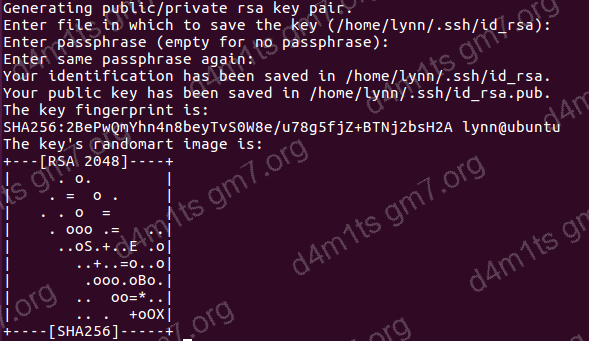 Generating public/private rsa key pair.
Enter file in which to save the key (/home/lynn/.ssh/id_rsa):
Enter passphrase (empty for no passphrase):
Enter same passphrase again:
Your identification has been saved in /home/lynn/.ssh/id_rsa.
Your public key has been saved in /home/lynn/.ssh/id_rsa.pub.
The key fingerprint is:
SHA256:2BePwQmYhn4n8beyTvS0W8e/u78g5fjZ+BTNj2bsH2A lynn@ubuntu
The key's randomart image is:
+---[RSA 2048]----+
|      . o.       |
|     . =  o .    |
|    . . o  =     |
|     . ooo .=   ..|
|      ..oS.+..E .o|
|        ..+..=o..o|
|         .ooo.oBo.|
|        ..  oo=*..|
|        .. .  +oOX|
+----[SHA256]-----+
d4m1ts gm7.org
d4m1ts gm7.org
d4m1ts gm7.org
d4m1ts gm7.org
d4m1ts gm7.org
d4m1ts gm7.org